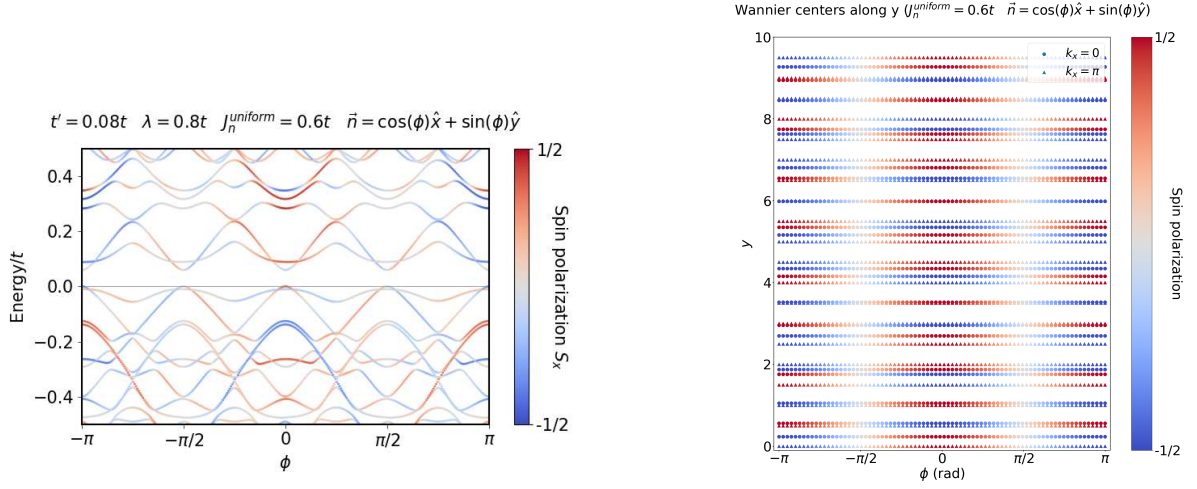 t′ = 0.08t   λ = 0.8t   J_n^{uniform} = 0.6t   n⃗ = cos(ϕ)x̂ + sin(ϕ)ŷ
0.4
0.2
0.0
−0.2
−0.4
Energy/t
−π
−π/2
0
π/2
π
ϕ
1/2
-1/2
Spin polarization S_x
Wannier centers along y (J_n^{uniform} = 0.6t   n⃗ = cos(ϕ)x̂ + sin(ϕ)ŷ)
10
8
6
4
2
0
y
k_x = 0
k_x = π
−π
−π/2
0
π/2
π
ϕ (rad)
1/2
-1/2
Spin polarization